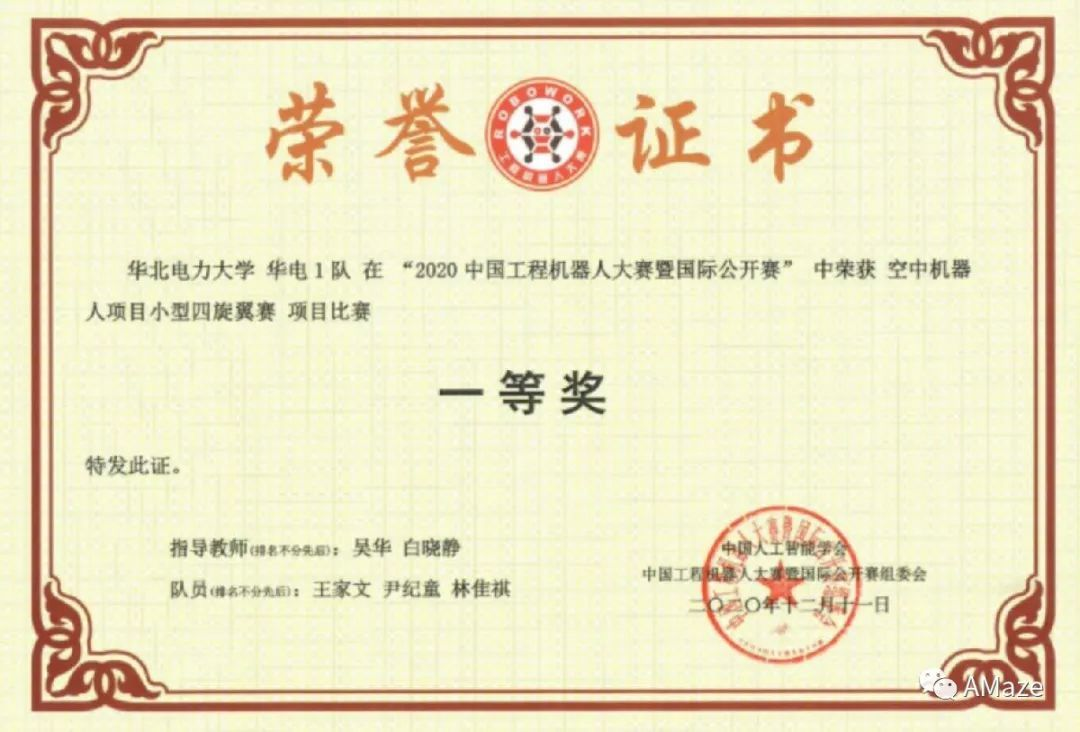 荣誉证书
ROBOWORK
工程机器人大赛
华北电力大学 华电1队 在 “2020 中国工程机器人大赛暨国际公开赛” 中荣获 空中机器
人项目小型四旋翼赛 项目比赛
一等奖
特发此证。
指导教师(排名不分先后)：吴华 白晓静
队员(排名不分先后)：王家文 尹纪童 林佳祺
中国人工智能学会
中国工程机器人大赛暨国际公开赛组委会
二〇二〇年十二月十一日
AMaze